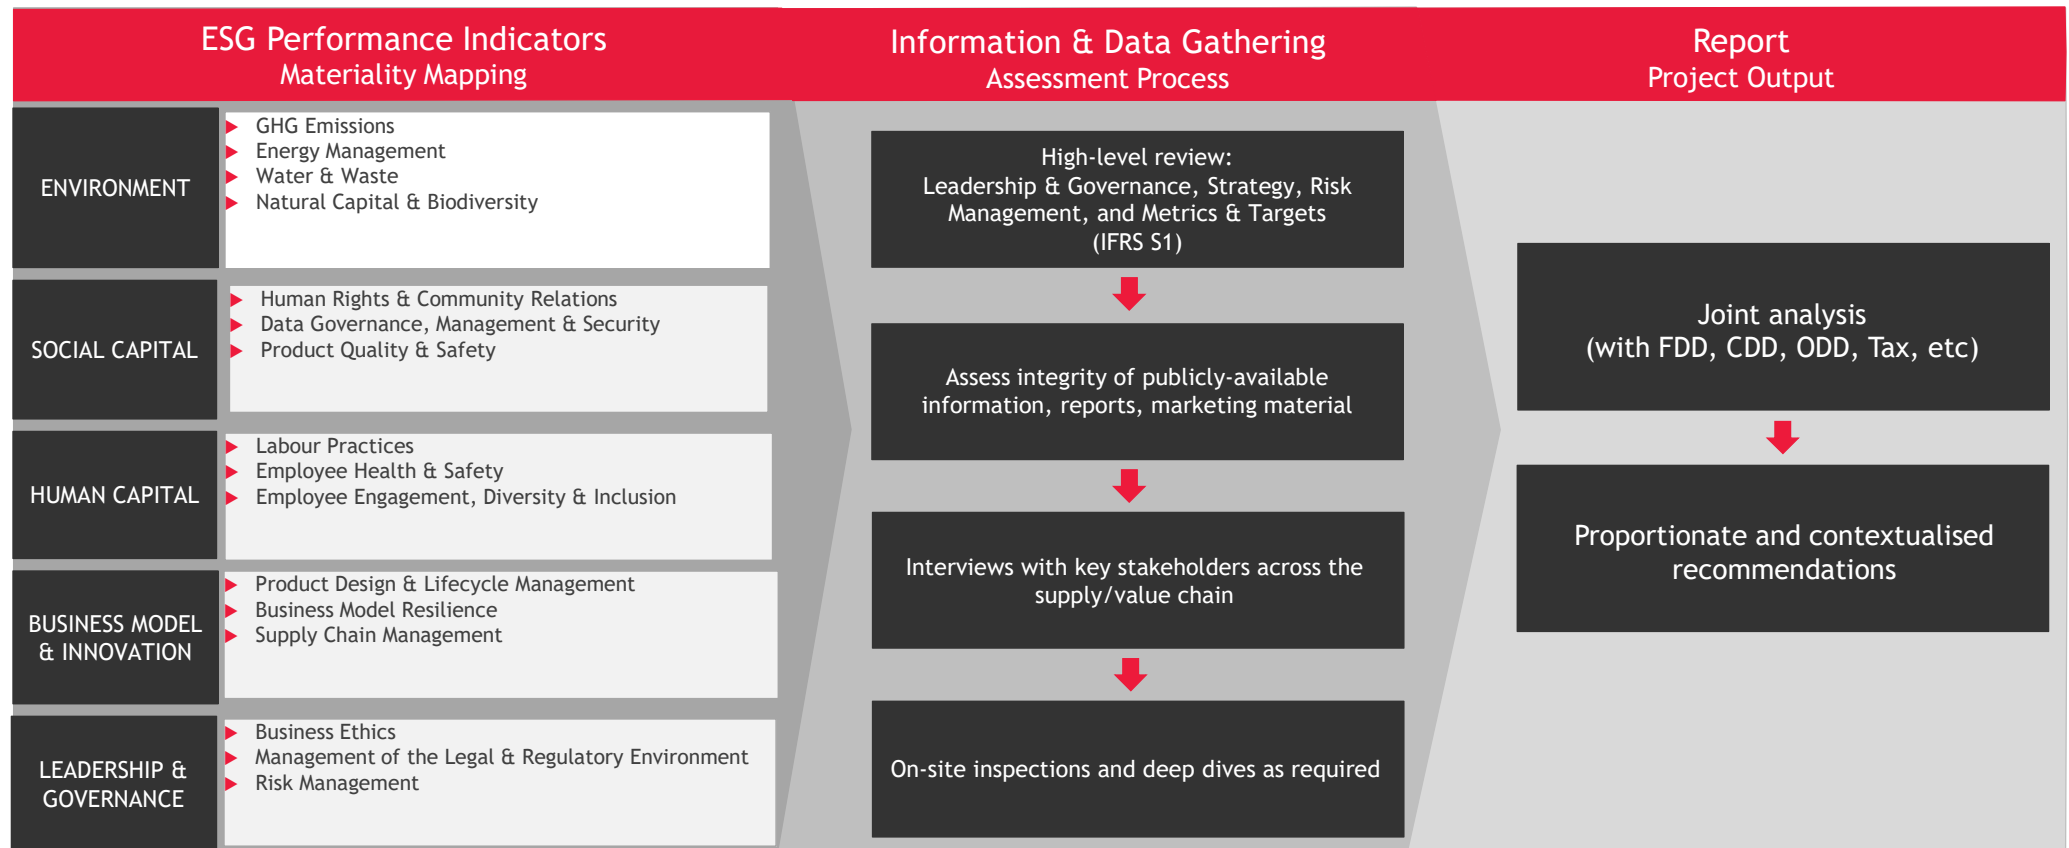 ESG Performance Indicators
Materiality Mapping
ENVIRONMENT
GHG Emissions
Energy Management
Water & Waste
Natural Capital & Biodiversity
SOCIAL CAPITAL
Human Rights & Community Relations
Data Governance, Management & Security
Product Quality & Safety
HUMAN CAPITAL
Labour Practices
Employee Health & Safety
Employee Engagement, Diversity & Inclusion
BUSINESS MODEL
& INNOVATION
Product Design & Lifecycle Management
Business Model Resilience
Supply Chain Management
LEADERSHIP &
GOVERNANCE
Business Ethics
Management of the Legal & Regulatory Environment
Risk Management
Information & Data Gathering
Assessment Process
High-level review:
Leadership & Governance, Strategy, Risk
Management, and Metrics & Targets
(IFRS S1)
Assess integrity of publicly-available
information, reports, marketing material
Interviews with key stakeholders across the
supply/value chain
On-site inspections and deep dives as required
Report
Project Output
Joint analysis
(with FDD, CDD, ODD, Tax, etc)
Proportionate and contextualised
recommendations